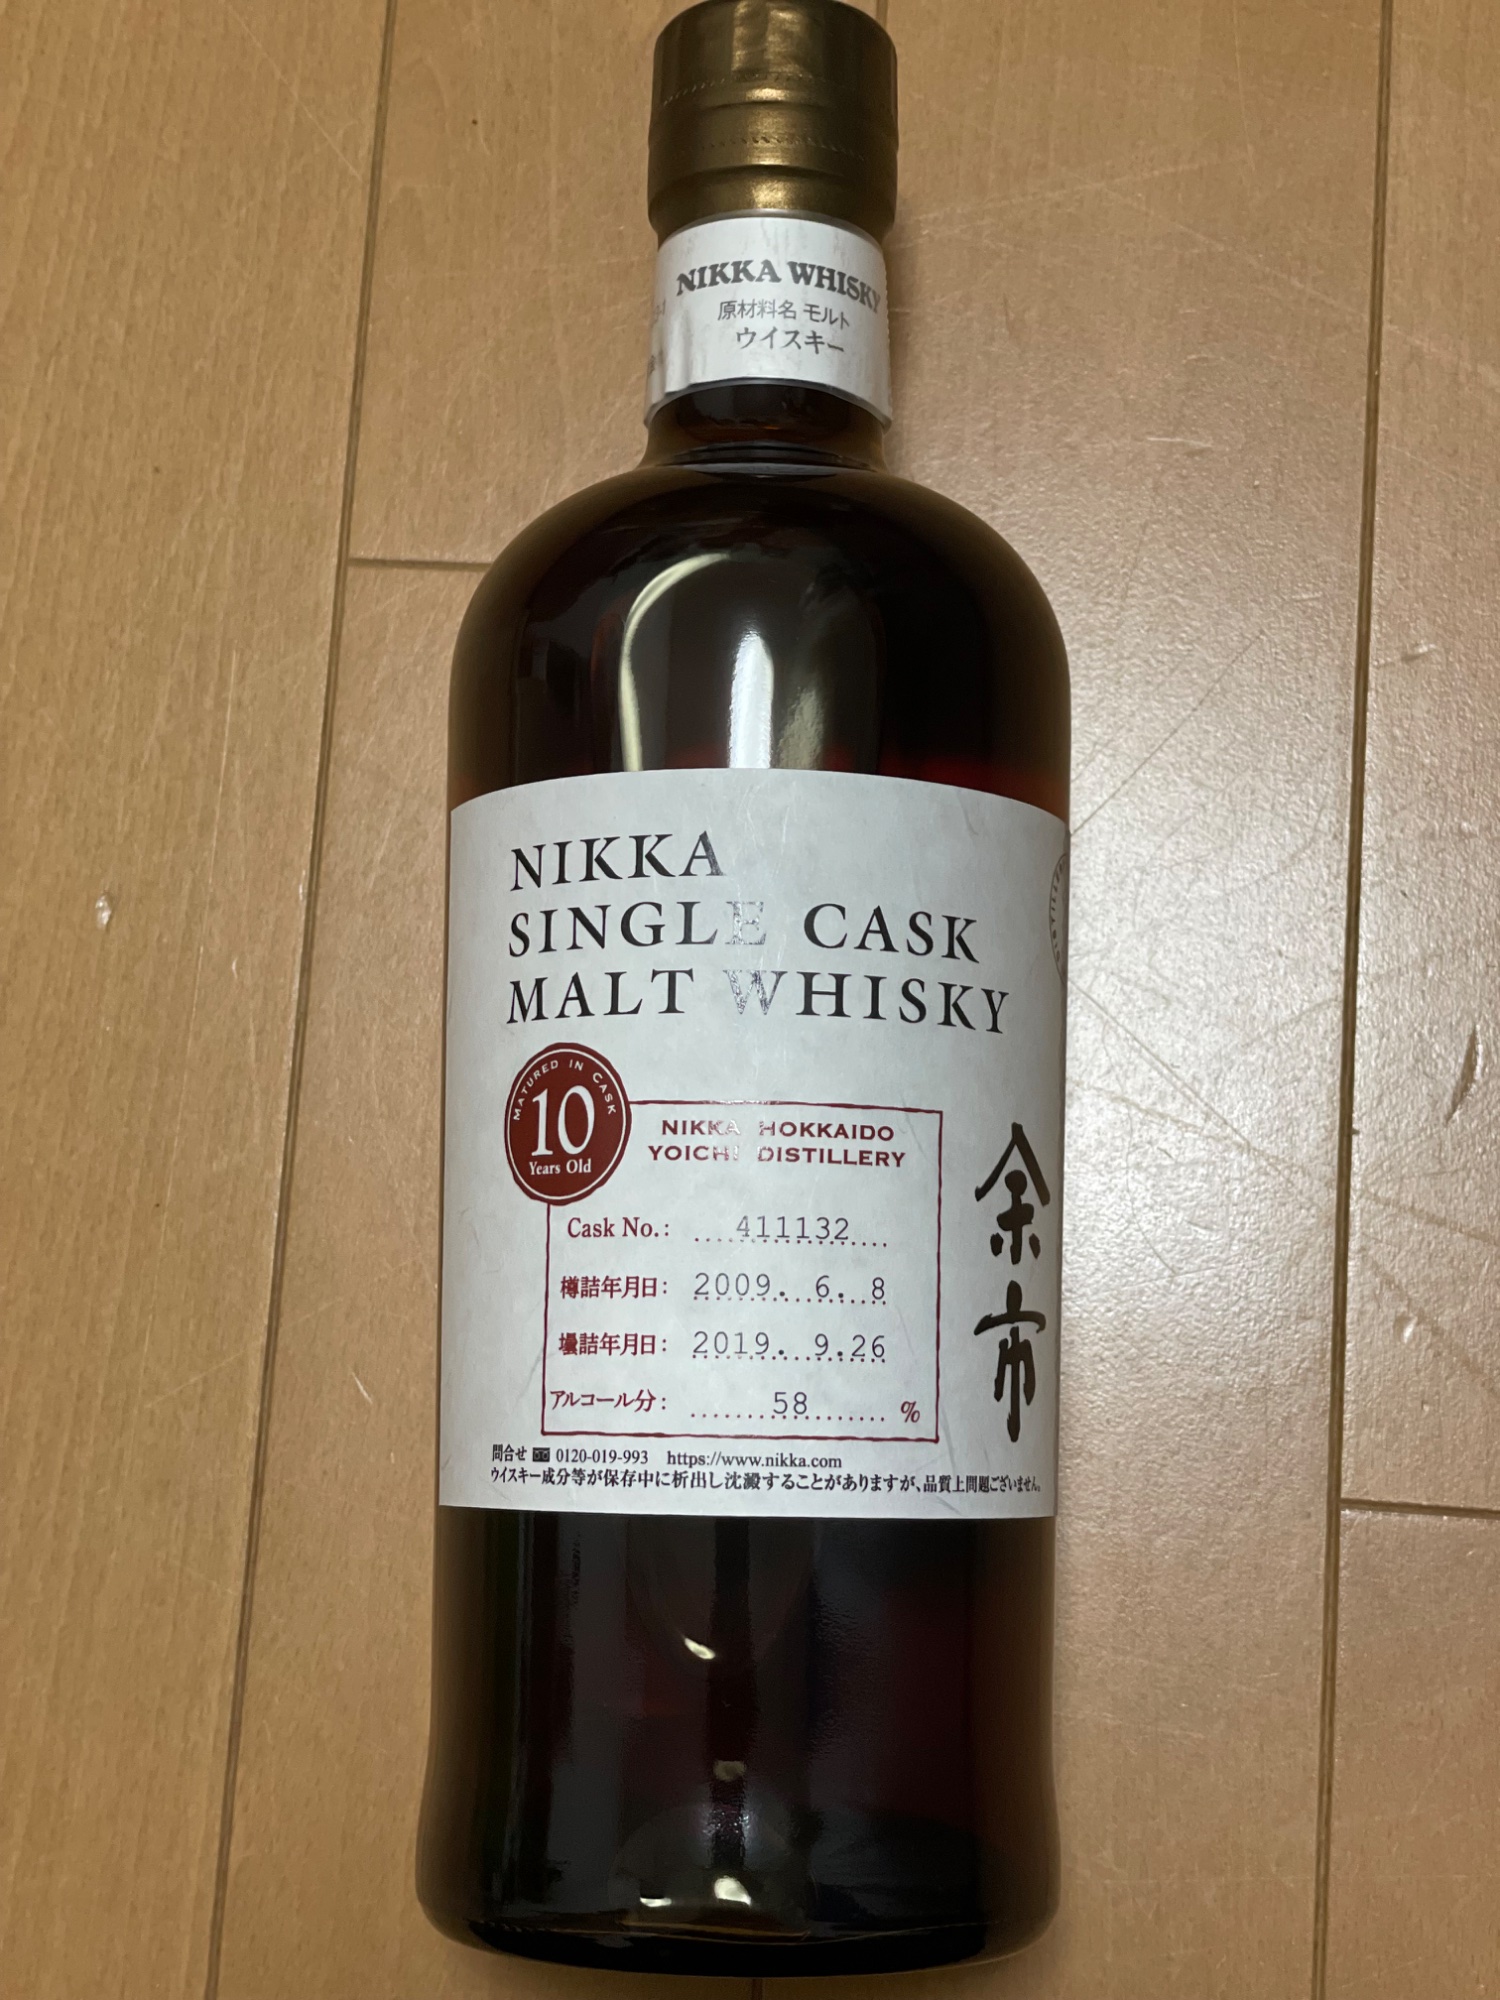 NIKKA WHISKY
原材料名 モルト
ウイスキー
NIKKA
SINGLE CASK
MALT WHISKY
MATURED IN CASK
10
Years Old
NIKKA HOKKAIDO
YOICHI DISTILLERY
Cask No.: 411132
樽詰年月日: 2009. 6. 8
壜詰年月日: 2019. 9.26
アルコール分: 58 %
余市
問合せ 0120-019-993 https://www.nikka.com
ウイスキー成分等が保存中に析出し沈澱することがありますが、品質上問題ございません。